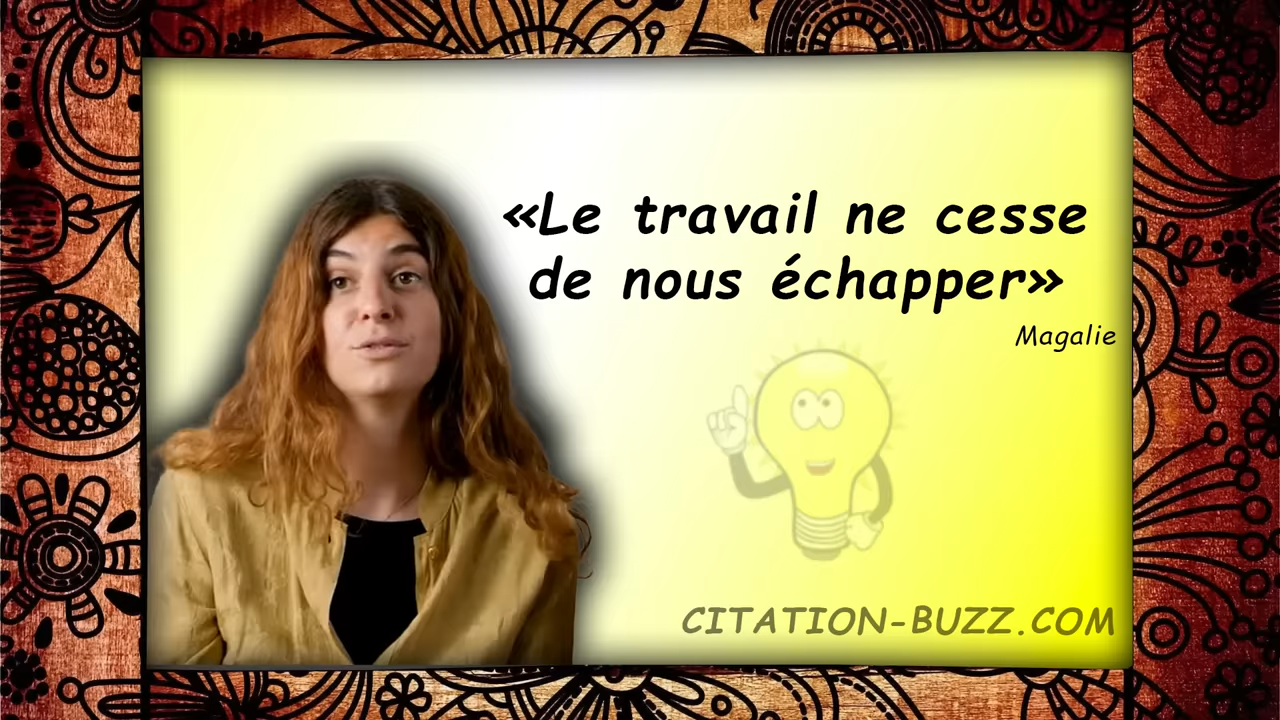 «Le travail ne cesse
de nous échapper»
Magalie
CITATION-BUZZ.COM